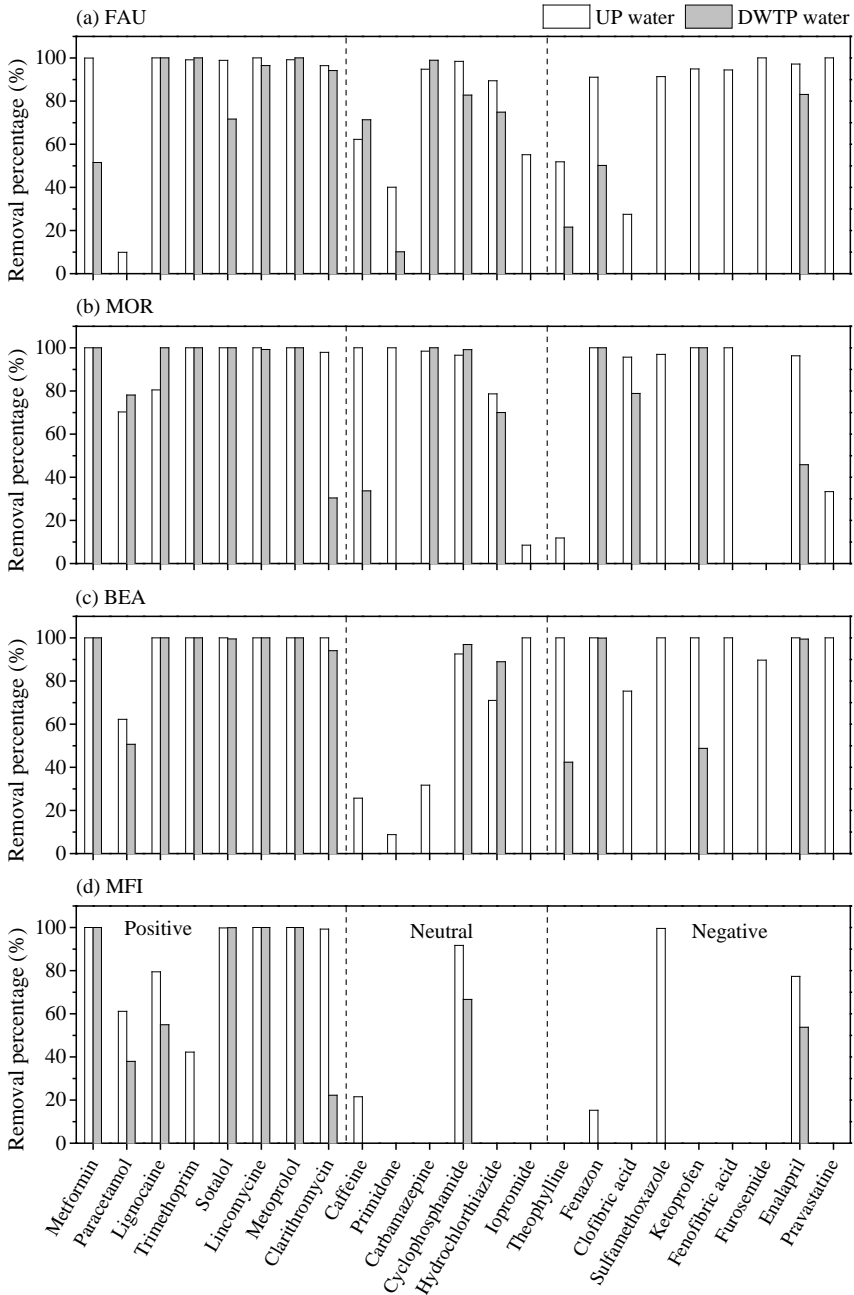 (a) FAU
UP water
DWTP water
Removal percentage (%)
100
80
60
40
20
0
(b) MOR
Removal percentage (%)
100
80
60
40
20
0
(c) BEA
Removal percentage (%)
100
80
60
40
20
0
(d) MFI
Positive
Neutral
Negative
Removal percentage (%)
100
80
60
40
20
0
Metformin
Paracetamol
Lignocaine
Trimethoprim
Sotalol
Lincomycine
Metoprolol
Clarithromycin
Caffeine
Primidone
Carbamazepine
Cyclophosphamide
Hydrochlorthiazide
Iopromide
Theophylline
Fenazon
Clofibric acid
Sulfamethoxazole
Ketoprofen
Fenofibric acid
Furosemide
Enalapril
Pravastatine